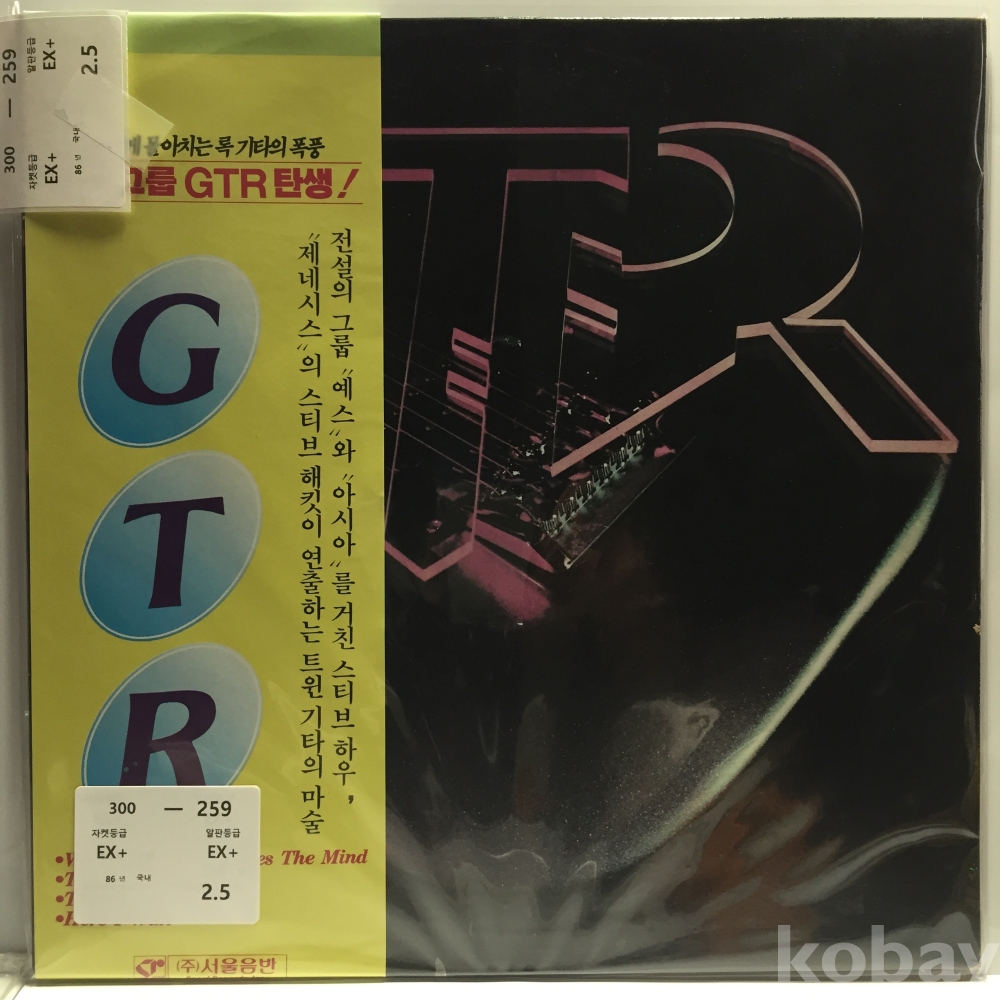 300 — 259
자켓등급
알판등급
EX+
EX+
86 년
국내
2.5
몰아치는 록 기타의 폭풍
그룹 GTR 탄생!
전설의 그룹 “예스”와 “아시아”를 거친 스티브 하우,
“제네시스”의 스티브 해킷이 연출하는 트윈 기타의 마술
G
T
R
TR
300 — 259
자켓등급
알판등급
EX+
EX+
86 년
국내
2.5
The Mind
(주)서울음반
kobay